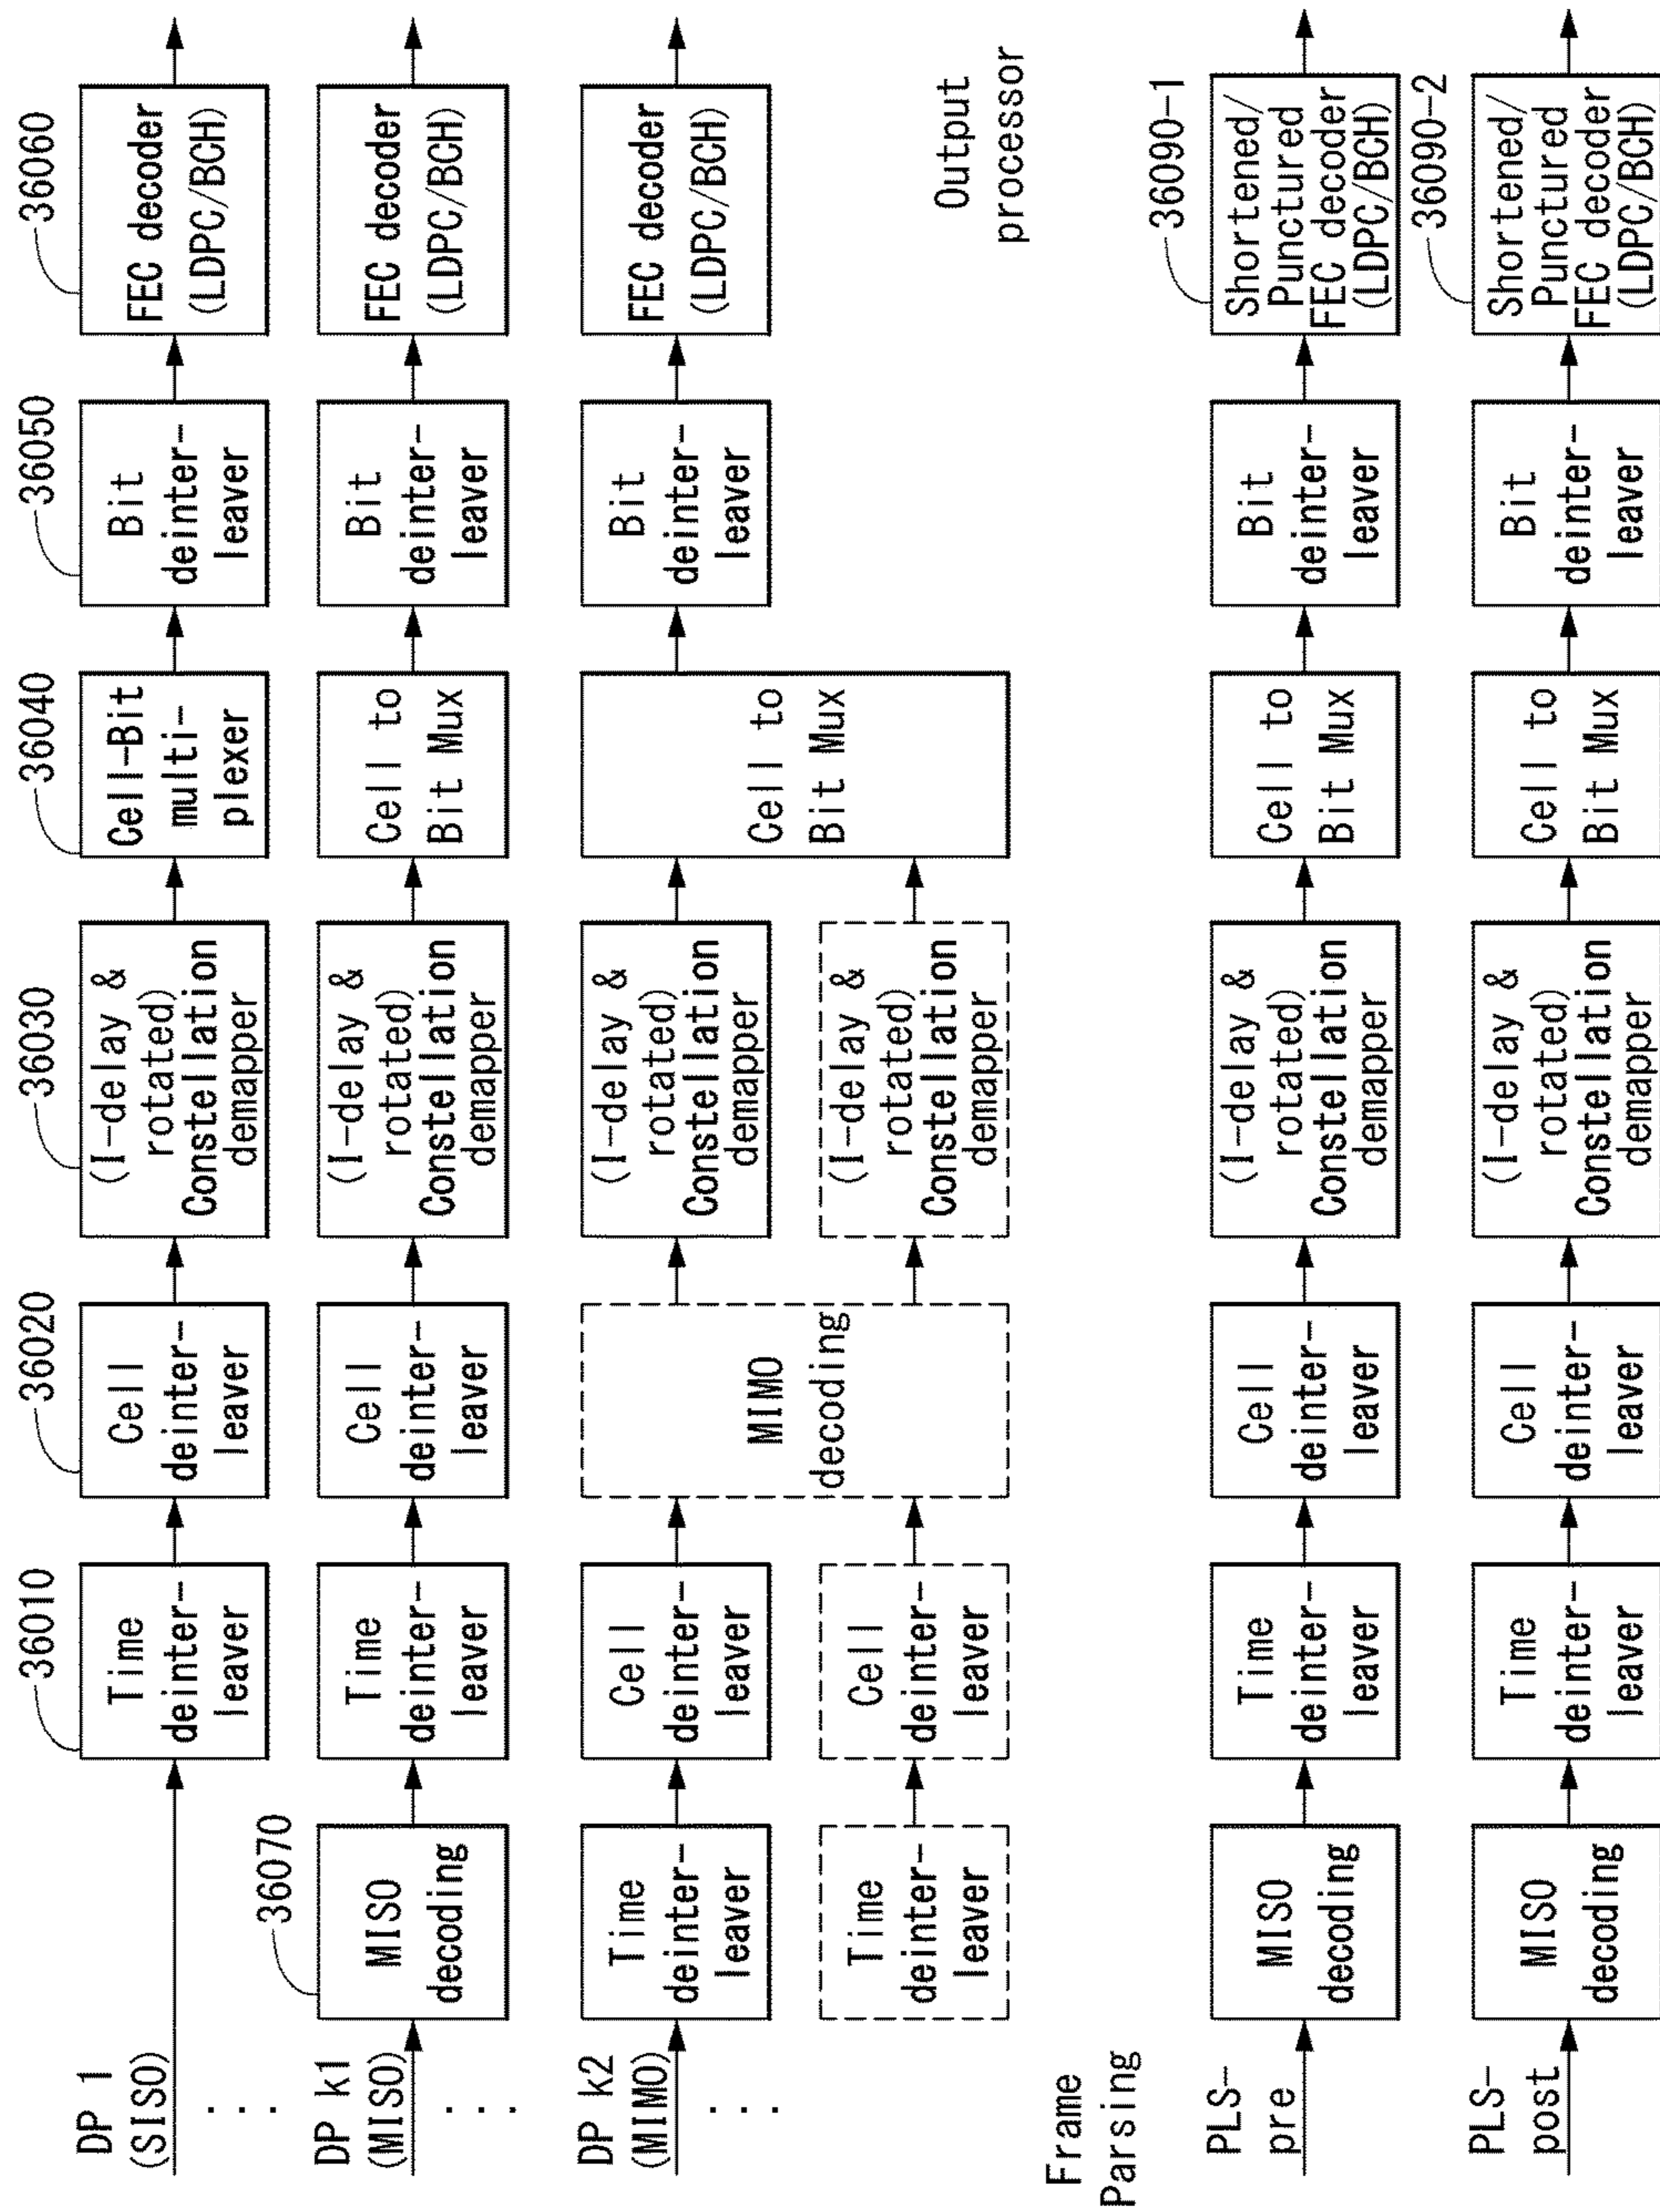 DP 1
(SISO)
. . .
36010
Time
deinter-
leaver
36020
Cell
deinter-
leaver
36030
(I-delay &
rotated)
Constellation
demapper
36040
Cell-Bit
multi-
plexer
36050
Bit
deinter-
leaver
36060
FEC decoder
(LDPC/BCH)
DP k1
(MISO)
. . .
36070
MISO
decoding
Time
deinter-
leaver
Cell
deinter-
leaver
(I-delay &
rotated)
Constellation
demapper
Cell to
Bit Mux
Bit
deinter-
leaver
FEC decoder
(LDPC/BCH)
DP k2
(MIMO)
. . .
Time
deinter-
leaver
Cell
deinter-
leaver
MIMO
decoding
(I-delay &
rotated)
Constellation
demapper
Cell to
Bit Mux
Bit
deinter-
leaver
FEC decoder
(LDPC/BCH)
Time
deinter-
leaver
Cell
deinter-
leaver
(I-delay &
rotated)
Constellation
demapper
Frame
Parsing
Output
processor
PLS-
pre
MISO
decoding
Time
deinter-
leaver
Cell
deinter-
leaver
(I-delay &
rotated)
Constellation
demapper
Cell to
Bit Mux
Bit
deinter-
leaver
36090-1
Shortened/
Punctured
FEC decoder
(LDPC/BCH)
PLS-
post
MISO
decoding
Time
deinter-
leaver
Cell
deinter-
leaver
(I-delay &
rotated)
Constellation
demapper
Cell to
Bit Mux
Bit
deinter-
leaver
36090-2
Shortened/
Punctured
FEC decoder
(LDPC/BCH)